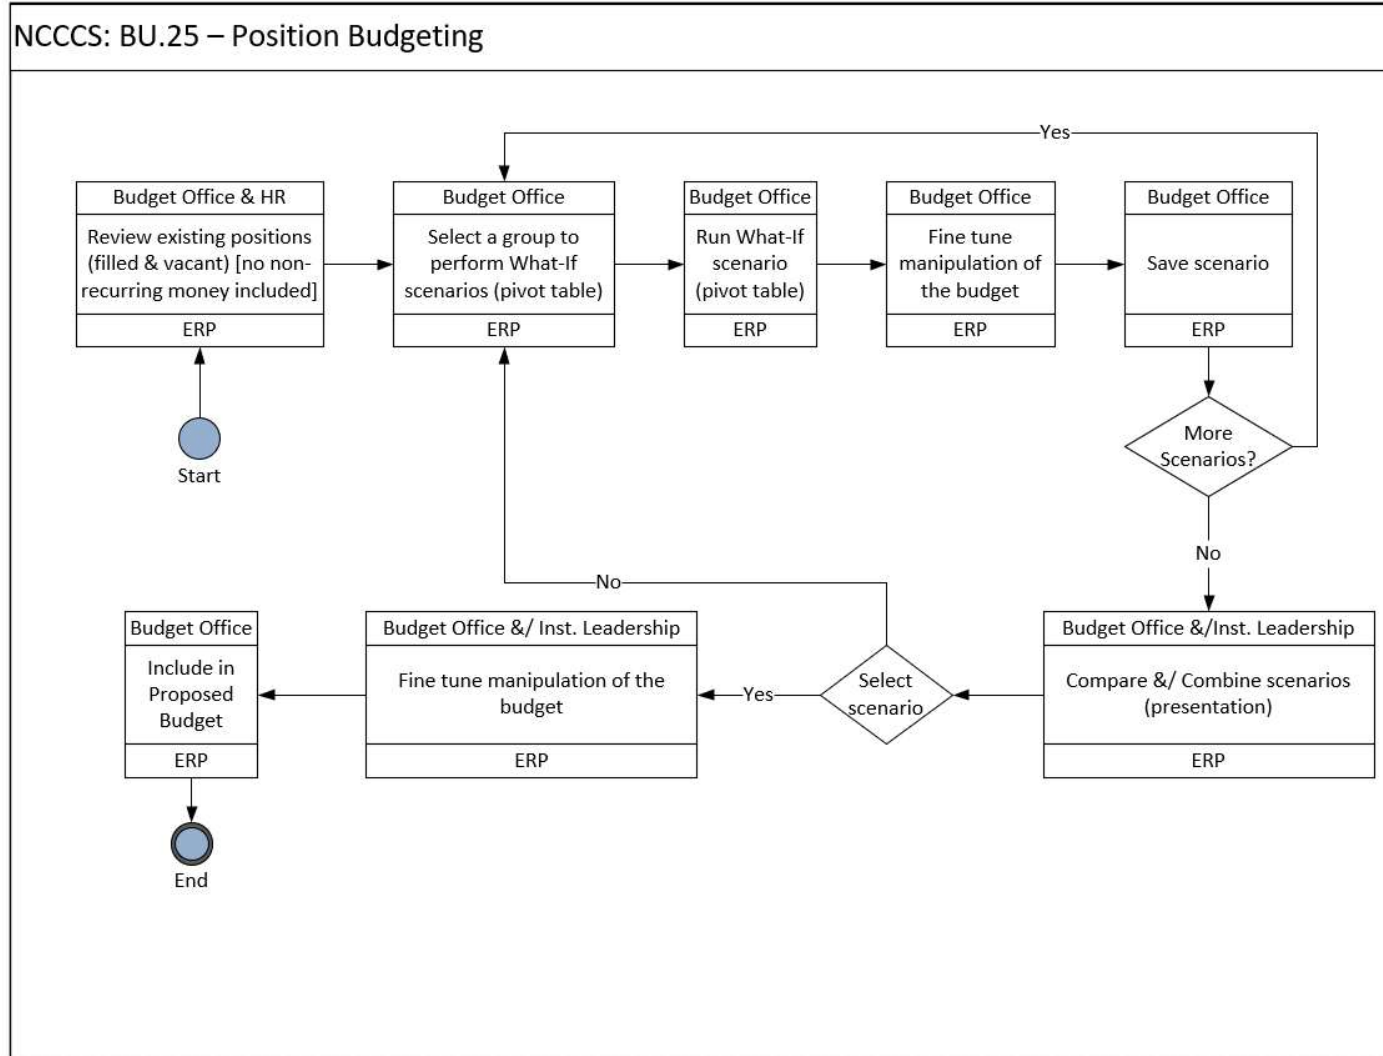 NCCCS: BU.25 – Position Budgeting
Yes
Budget Office & HR
Review existing positions
(filled & vacant) [no non-
recurring money included]
ERP
Budget Office
Select a group to
perform What-If
scenarios (pivot table)
ERP
Budget Office
Run What-If
scenario
(pivot table)
ERP
Budget Office
Fine tune
manipulation of
the budget
ERP
Budget Office
Save scenario
ERP
Start
More
Scenarios?
No
No
Budget Office &/Inst. Leadership
Compare &/ Combine scenarios
(presentation)
ERP
Select
scenario
Yes
Budget Office &/ Inst. Leadership
Fine tune manipulation of the
budget
ERP
Budget Office
Include in
Proposed
Budget
ERP
End